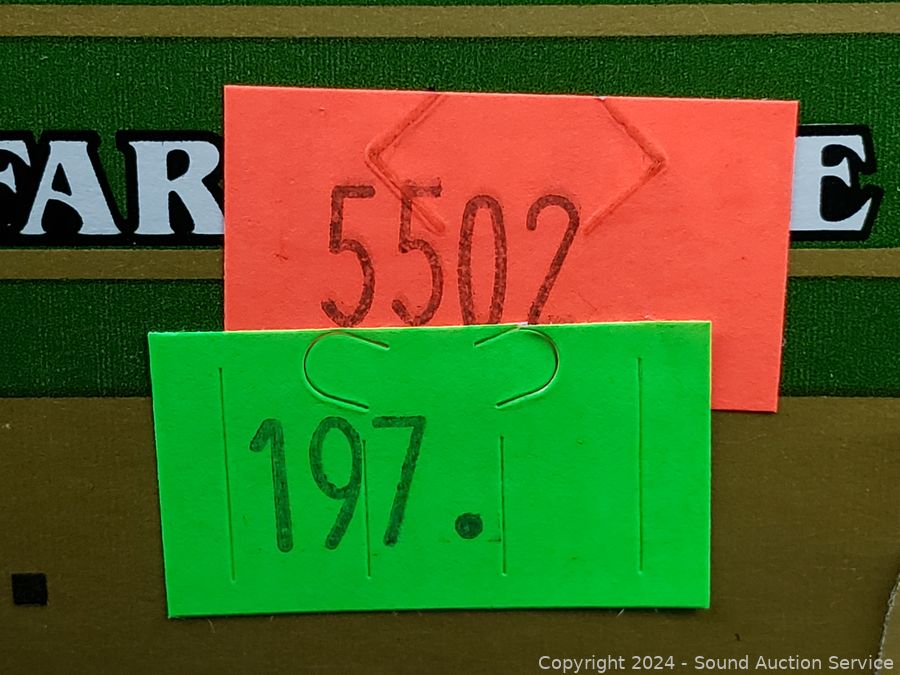 FAR E
5502
197.
Copyright 2024 - Sound Auction Service